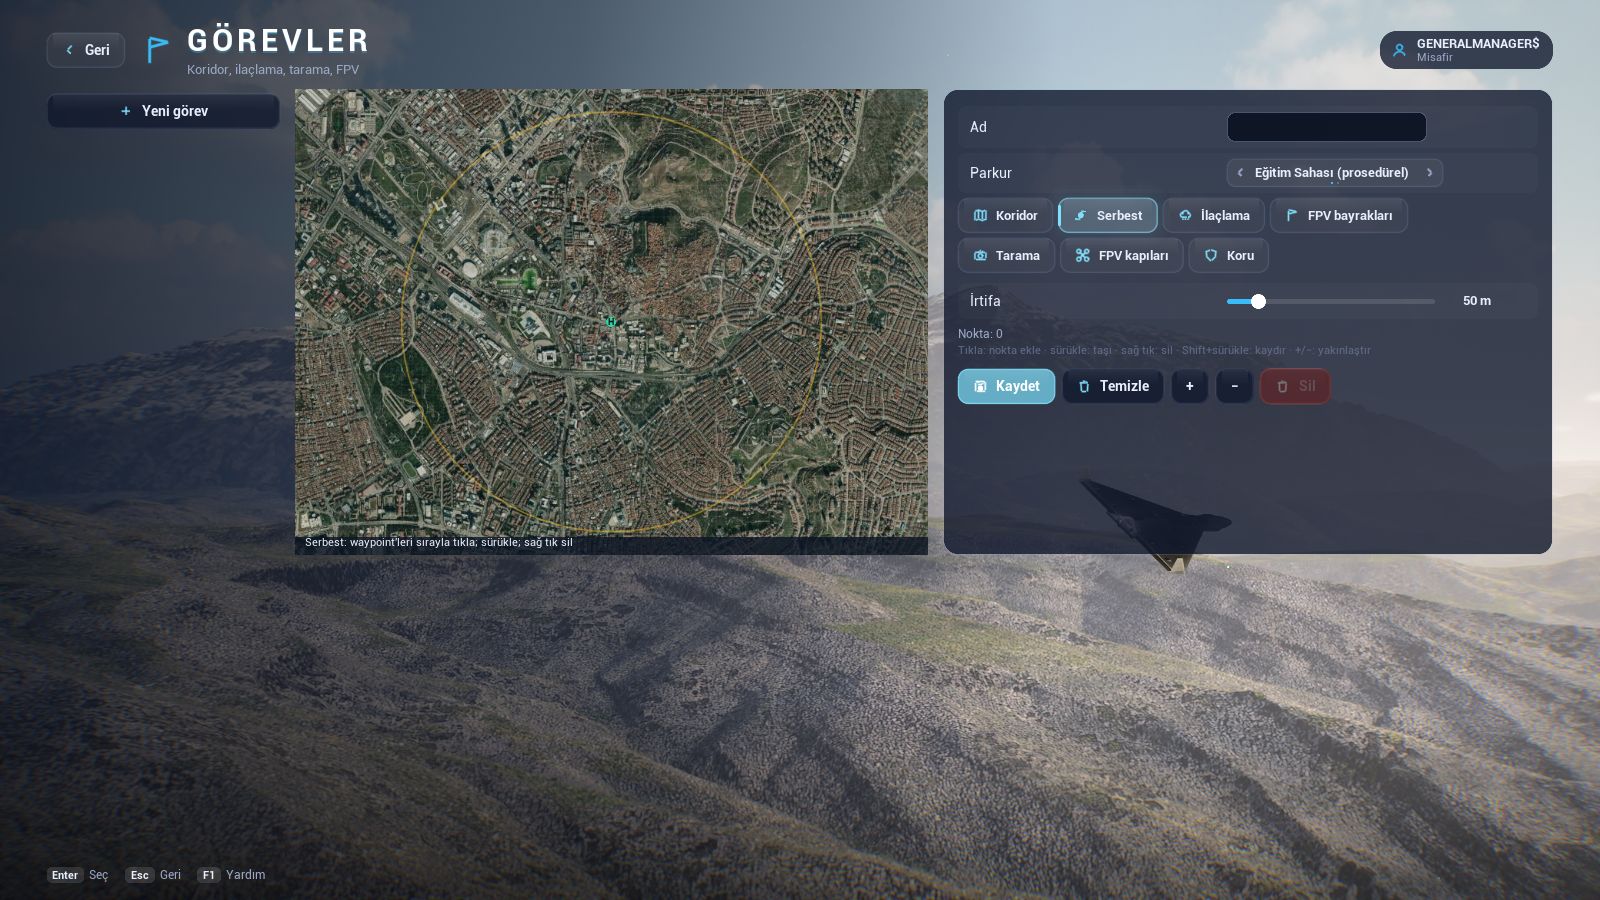 Geri
GÖREVLER
Koridor, ilaçlama, tarama, FPV
GENERALMANAGER$
Misafir
+ Yeni görev
Serbest: waypoint'leri sırayla tıkla; sürükle; sağ tık sil
Ad
Parkur
Eğitim Sahası (prosedürel)
Koridor
Serbest
İlaçlama
FPV bayrakları
Tarama
FPV kapıları
Koru
İrtifa
50 m
Nokta: 0
Tıkla: nokta ekle · sürükle: taşı · sağ tık: sil · Shift+sürükle: kaydır · +/−: yakınlaştır
Kaydet
Temizle
+
−
Sil
Enter Seç Esc Geri F1 Yardım